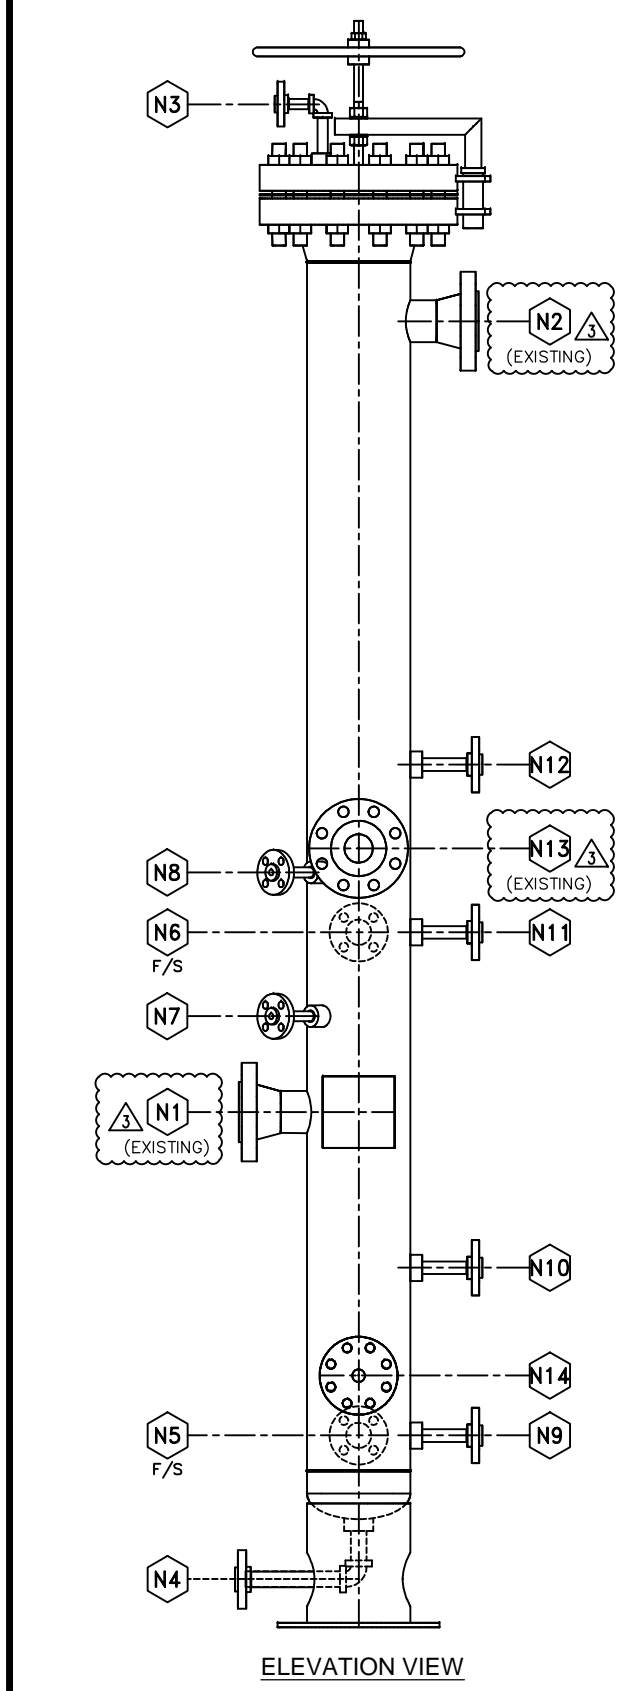 N3
N2 3
(EXISTING)
N12
N13 3
(EXISTING)
N8
N6
F/S
N11
N7
3 N1
(EXISTING)
N10
N14
N5
F/S
N9
N4
ELEVATION VIEW